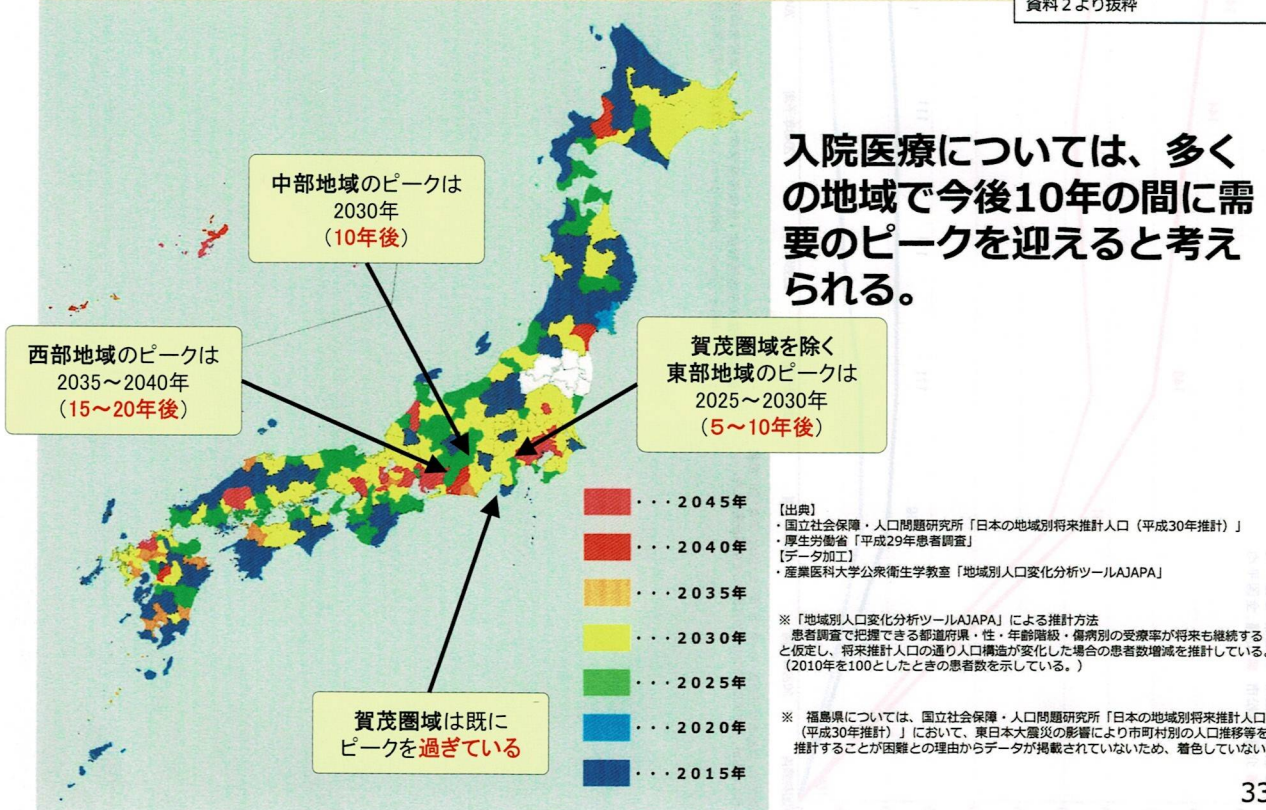 資料2より抜粋
入院医療については、多く
の地域で今後10年の間に需
要のピークを迎えると考え
られる。
中部地域のピークは
2030年
(10年後)
西部地域のピークは
2035～2040年
(15～20年後)
賀茂圏域を除く
東部地域のピークは
2025～2030年
(5～10年後)
賀茂圏域は既に
ピークを過ぎている
・・・2045年
・・・2040年
・・・2035年
・・・2030年
・・・2025年
・・・2020年
・・・2015年
【出典】
・国立社会保障・人口問題研究所「日本の地域別将来推計人口（平成30年推計）」
・厚生労働省「平成29年患者調査」
【データ加工】
・産業医科大学公衆衛生学教室「地域別人口変化分析ツールAJAPA」
※「地域別人口変化分析ツールAJAPA」による推計方法
患者調査で把握できる都道府県・性・年齢階級・傷病別の受療率が将来も継続する
と仮定し、将来推計人口の通り人口構造が変化した場合の患者数増減を推計している。
（2010年を100としたときの患者数を示している。）
※ 福島県については、国立社会保障・人口問題研究所「日本の地域別将来推計人口
（平成30年推計）」において、東日本大震災の影響により市町村別の人口推移等を
推計することが困難との理由からデータが掲載されていないため、着色していない
33